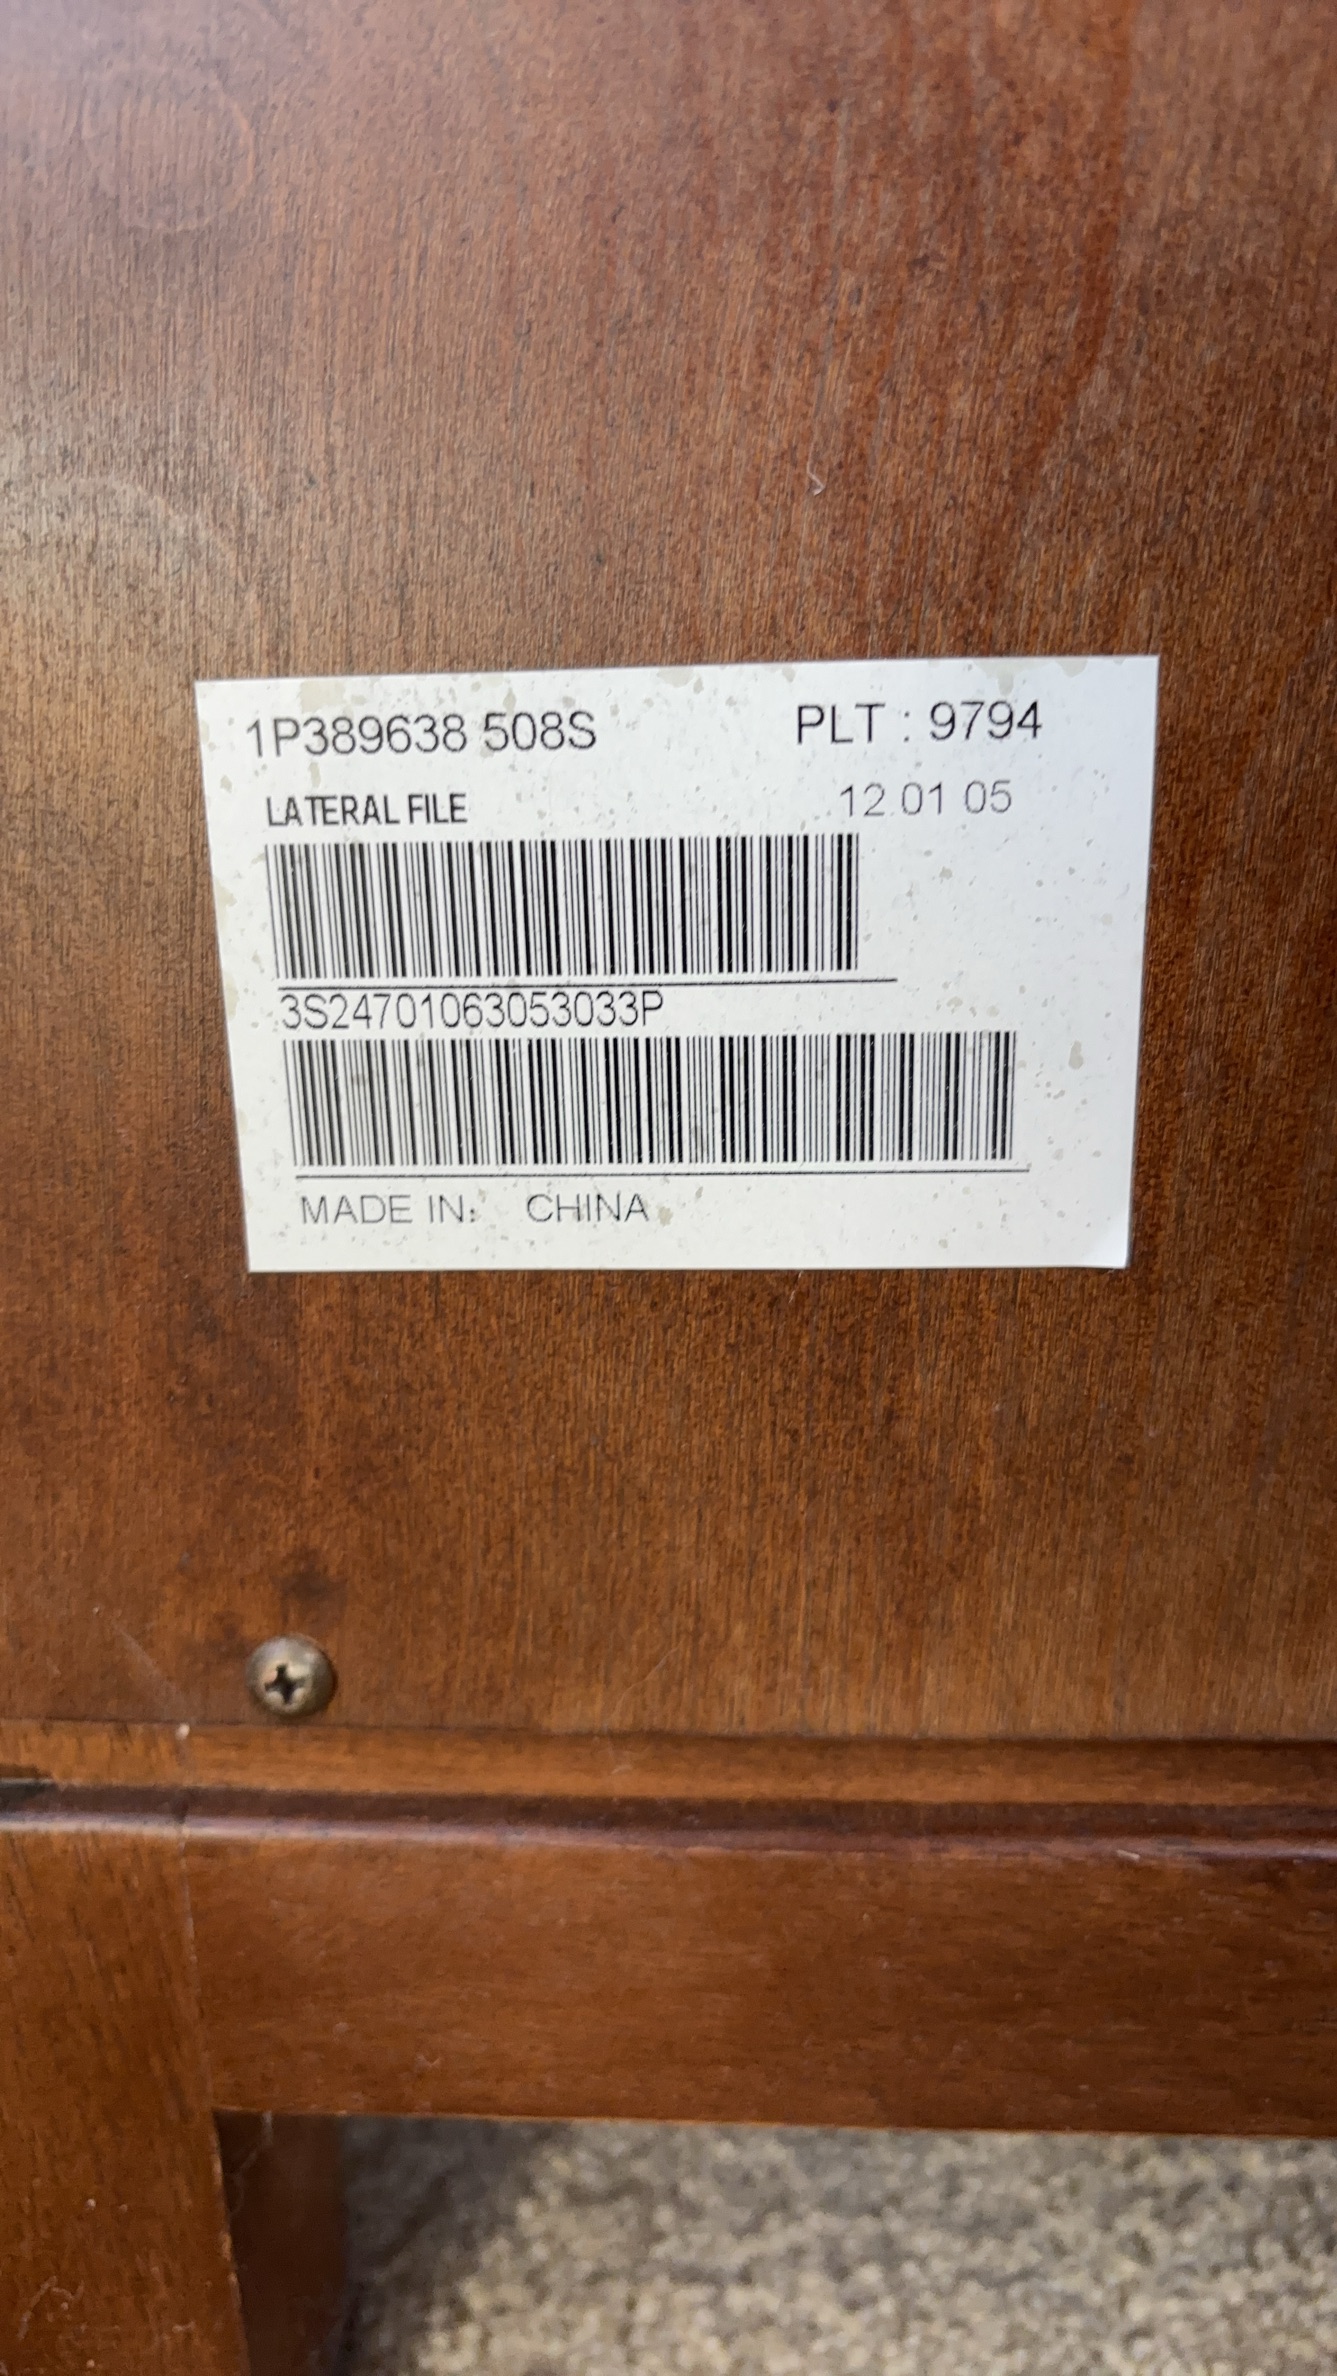 1P389638 508S PLT : 9794
LATERAL FILE 12 01 05
3S24701063053033P
MADE IN: CHINA